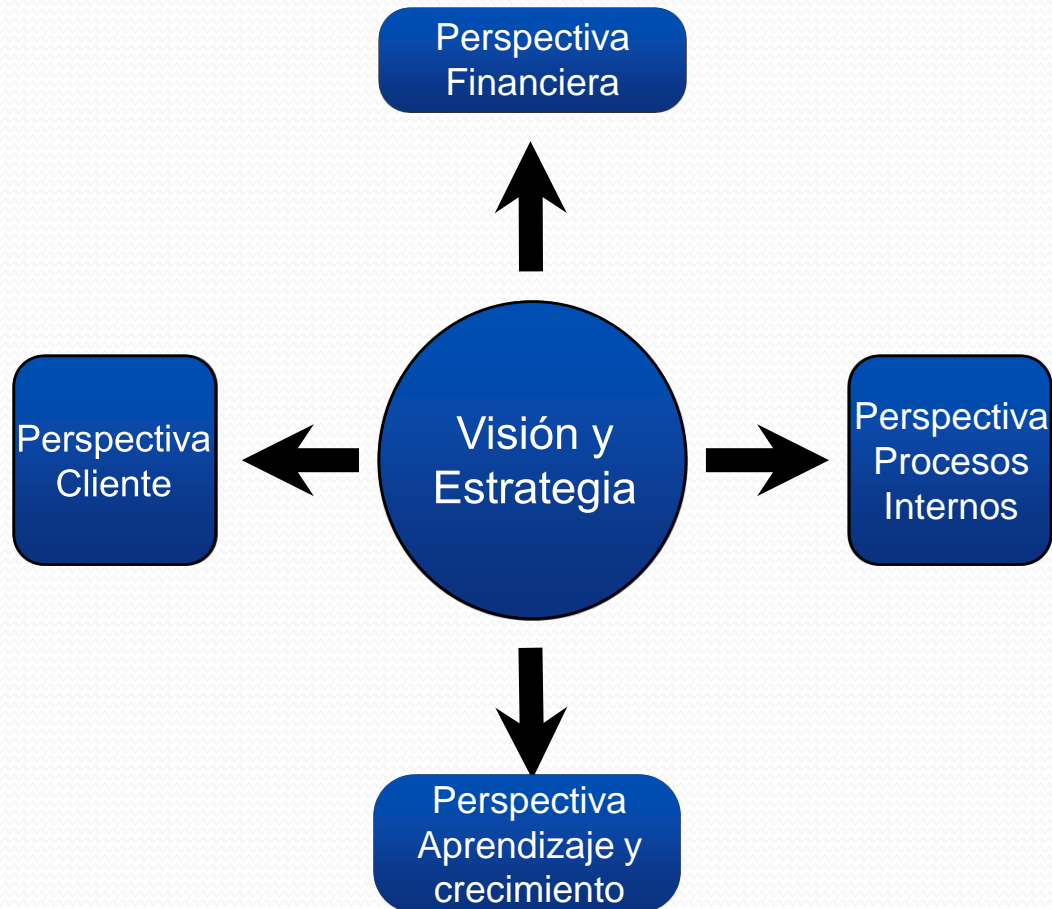 Perspectiva
Financiera
Perspectiva
Cliente
Visión y
Estrategia
Perspectiva
Procesos
Internos
Perspectiva
Aprendizaje y
crecimiento